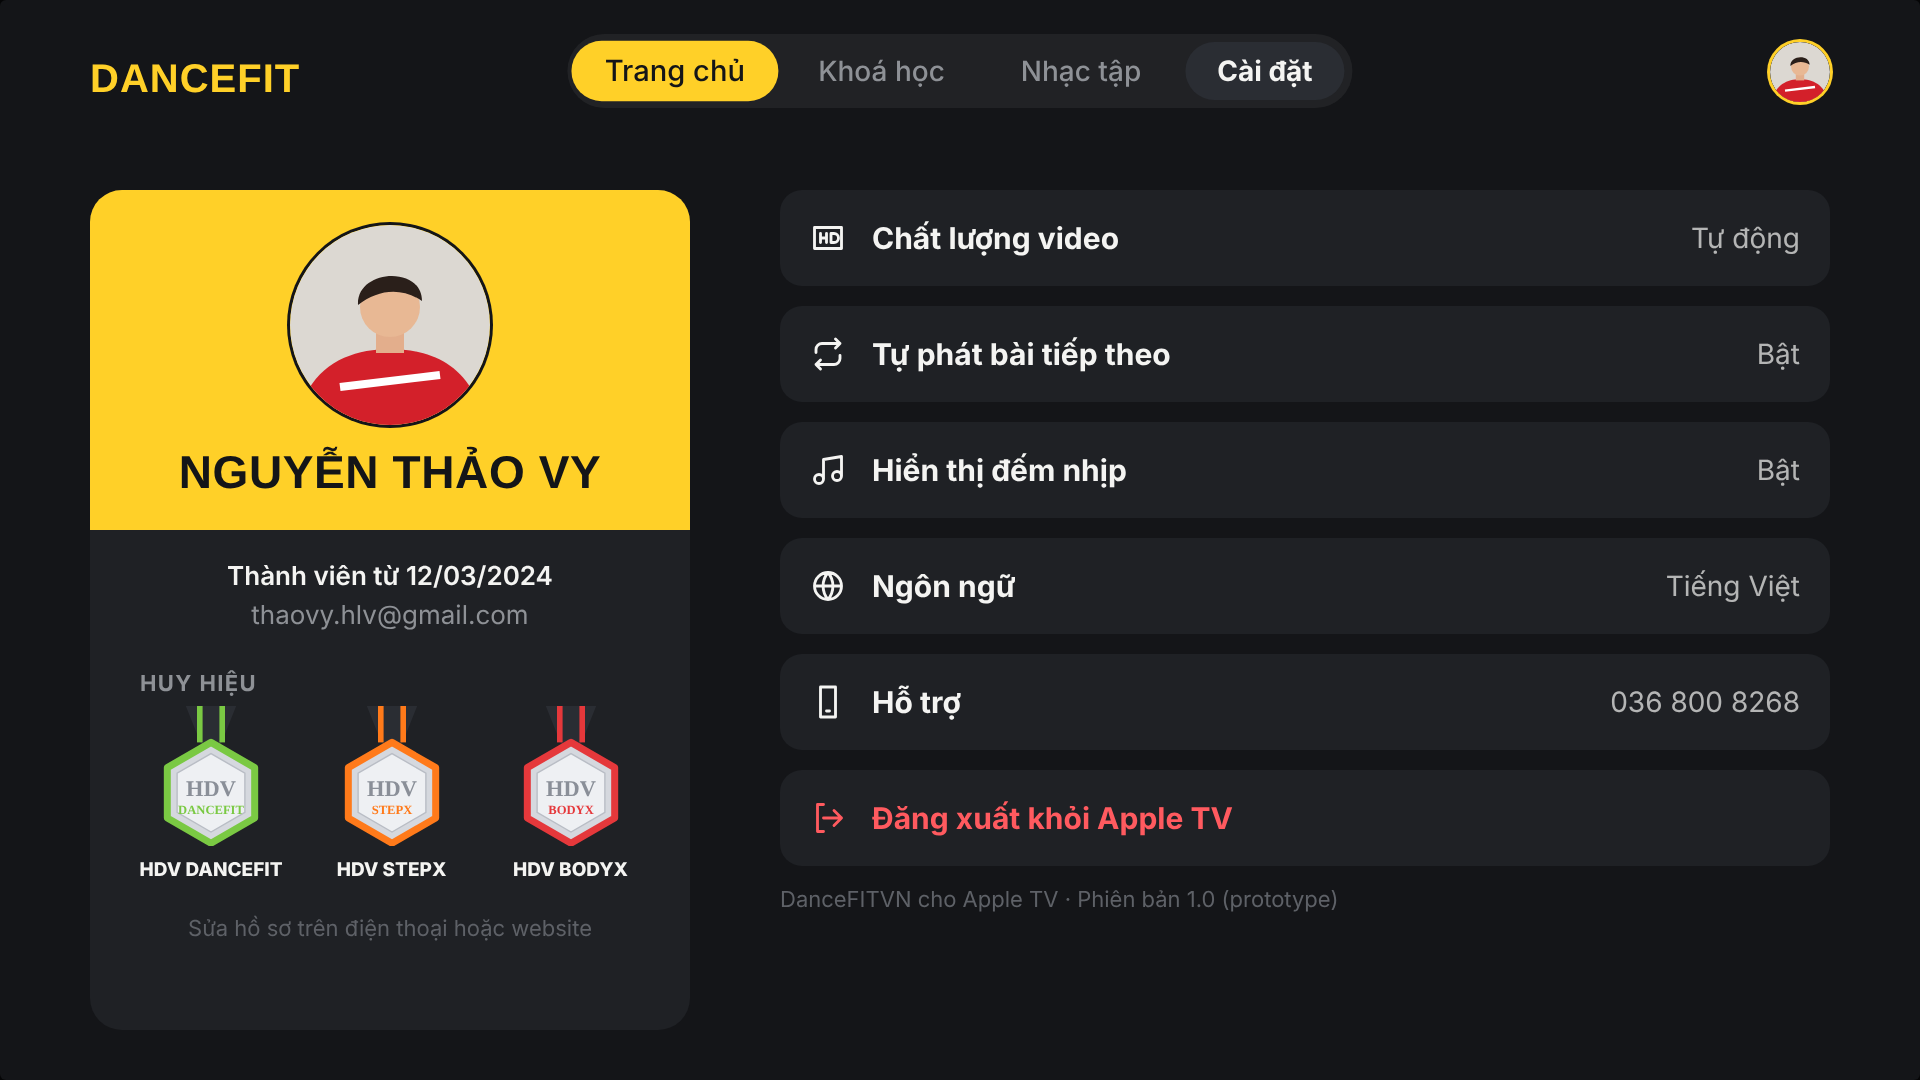 DANCEFIT
Trang chủ
Khoá học
Nhạc tập
Cài đặt
NGUYỄN THẢO VY
Thành viên từ 12/03/2024
thaovy.hlv@gmail.com
HUY HIỆU
HDV
DANCEFIT
HDV
STEPX
HDV
BODYX
HDV DANCEFIT
HDV STEPX
HDV BODYX
Sửa hồ sơ trên điện thoại hoặc website
HD
Chất lượng video
Tự động
Tự phát bài tiếp theo
Bật
Hiển thị đếm nhịp
Bật
Ngôn ngữ
Tiếng Việt
Hỗ trợ
036 800 8268
Đăng xuất khỏi Apple TV
DanceFITVN cho Apple TV · Phiên bản 1.0 (prototype)